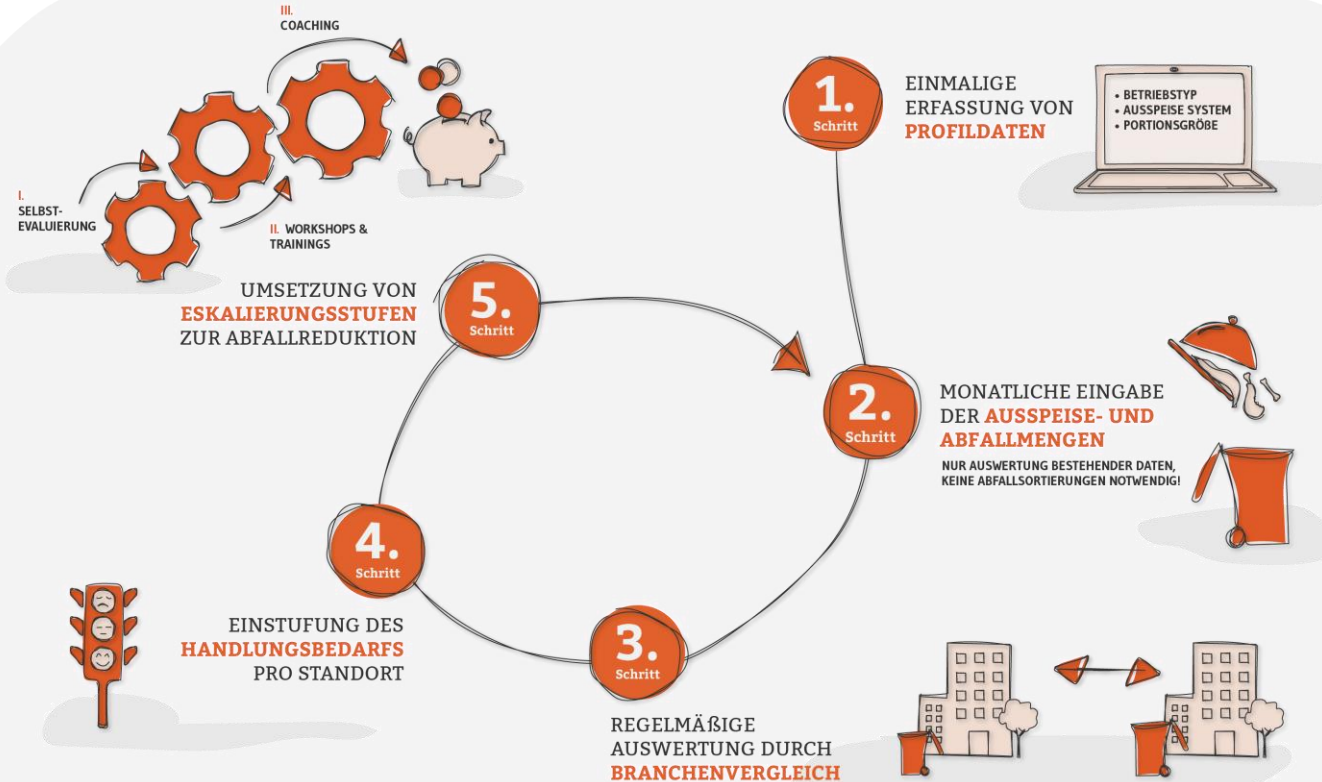 III.
COACHING
I.
SELBST-
EVALUIERUNG
II. WORKSHOPS &
TRAININGS
1.
Schritt
EINMALIGE
ERFASSUNG VON
PROFILDATEN
• BETRIEBSTYP
• AUSSPEISE SYSTEM
• PORTIONSGRÖßE
2.
Schritt
MONATLICHE EINGABE
DER AUSSPEISE- UND
ABFALLMENGEN
NUR AUSWERTUNG BESTEHENDER DATEN,
KEINE ABFALLSORTIERUNGEN NOTWENDIG!
3.
Schritt
REGELMÄßIGE
AUSWERTUNG DURCH
BRANCHENVERGLEICH
4.
Schritt
EINSTUFUNG DES
HANDLUNGSBEDARFS
PRO STANDORT
5.
Schritt
UMSETZUNG VON
ESKALIERUNGSSTUFEN
ZUR ABFALLREDUKTION